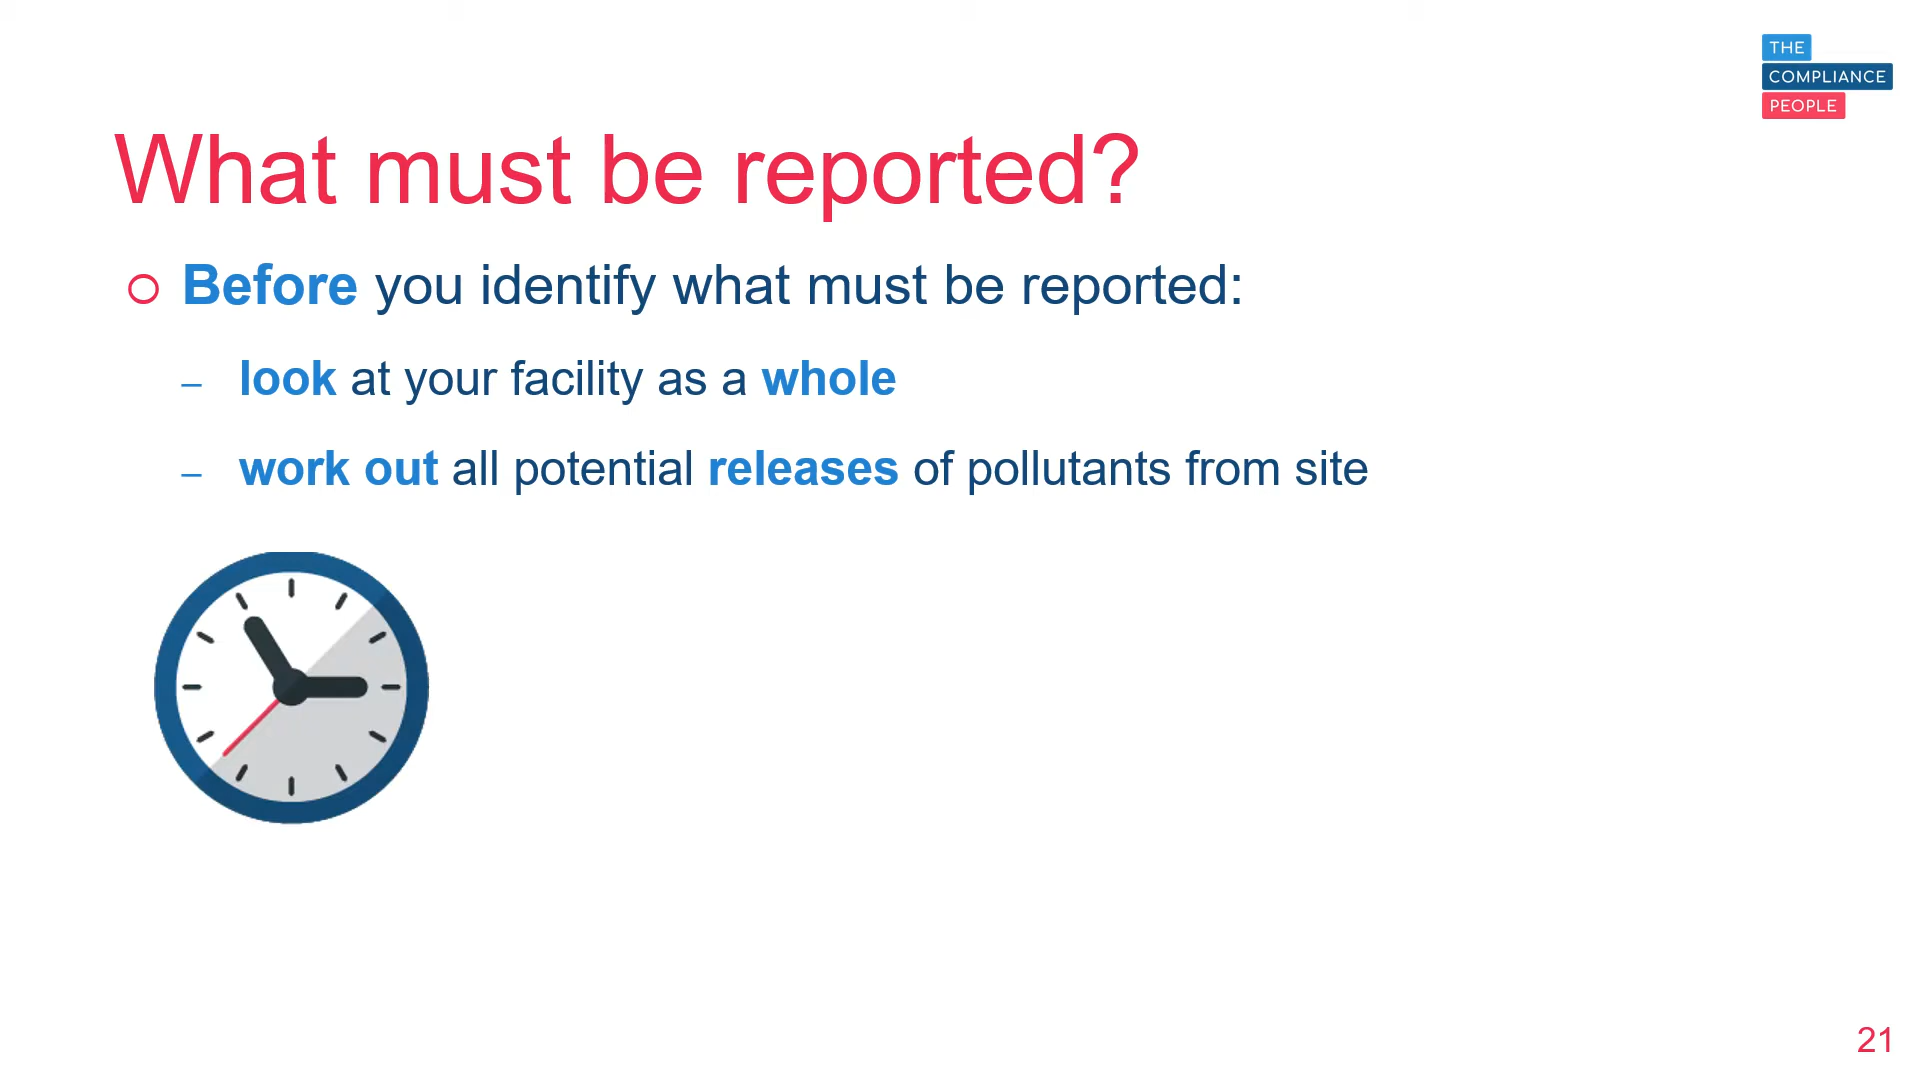 THE
COMPLIANCE
PEOPLE
What must be reported?
Before you identify what must be reported:
– look at your facility as a whole
– work out all potential releases of pollutants from site
21